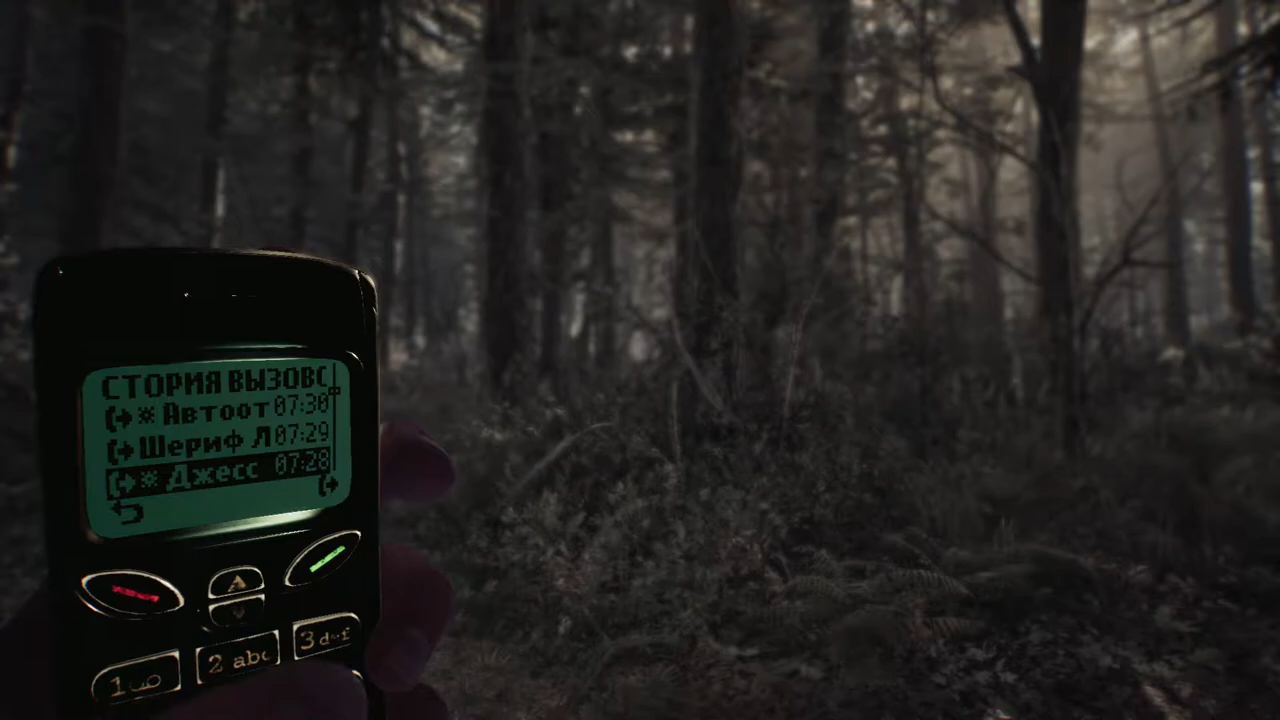 СТОРИЯ ВЫЗОВС
Автоот 07:30
Шериф Л 07:29
Джесс 07:28
1
2 abc
3 def